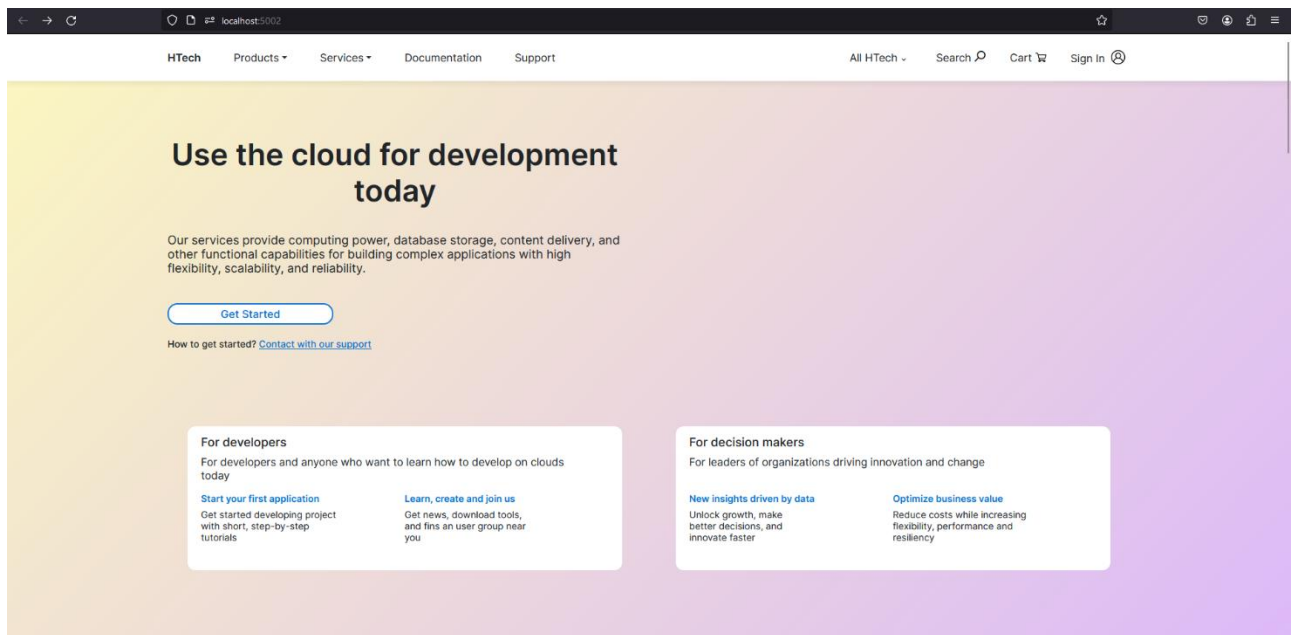 localhost:5002
HTech Products Services Documentation Support All HTech Search Cart Sign In
Use the cloud for development
today
Our services provide computing power, database storage, content delivery, and
other functional capabilities for building complex applications with high
flexibility, scalability, and reliability.
Get Started
How to get started? Contact with our support
For developers
For developers and anyone who want to learn how to develop on clouds
today
Start your first application
Get started developing project
with short, step-by-step
tutorials
Learn, create and join us
Get news, download tools,
and fins an user group near
you
For decision makers
For leaders of organizations driving innovation and change
New insights driven by data
Unlock growth, make
better decisions, and
innovate faster
Optimize business value
Reduce costs while increasing
flexibility, performance and
resiliency